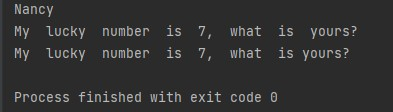 Nancy
My  lucky  number  is  7,  what  is  yours?
My  lucky  number  is  7,  what  is yours?
Process finished with exit code 0